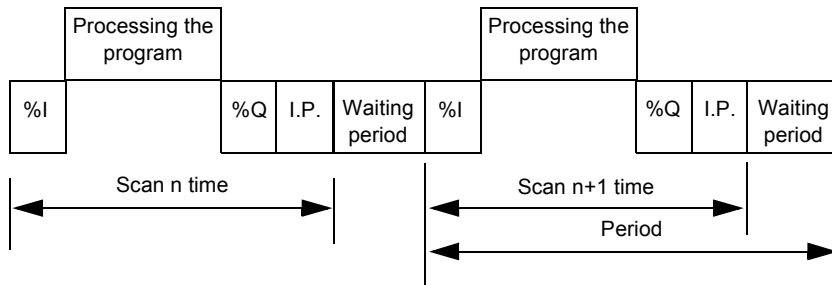 Processing the
program
Processing the
program
%I
%Q
I.P.
Waiting
period
%I
%Q
I.P.
Waiting
period
Scan n time
Scan n+1 time
Period